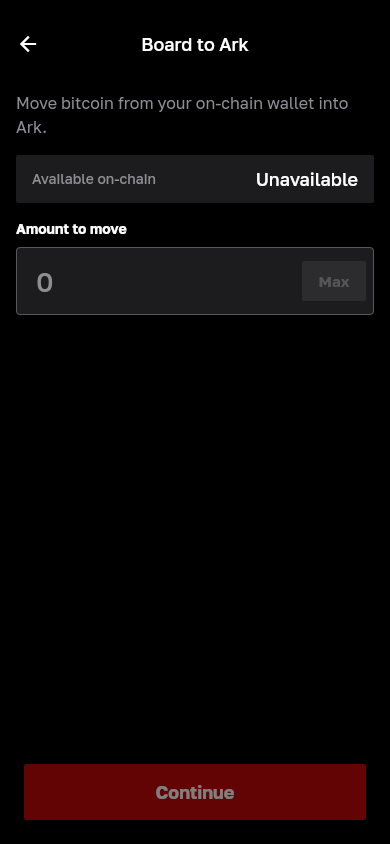 Board to Ark
Move bitcoin from your on-chain wallet into
Ark.
Available on-chain
Unavailable
Amount to move
0
Max
Continue